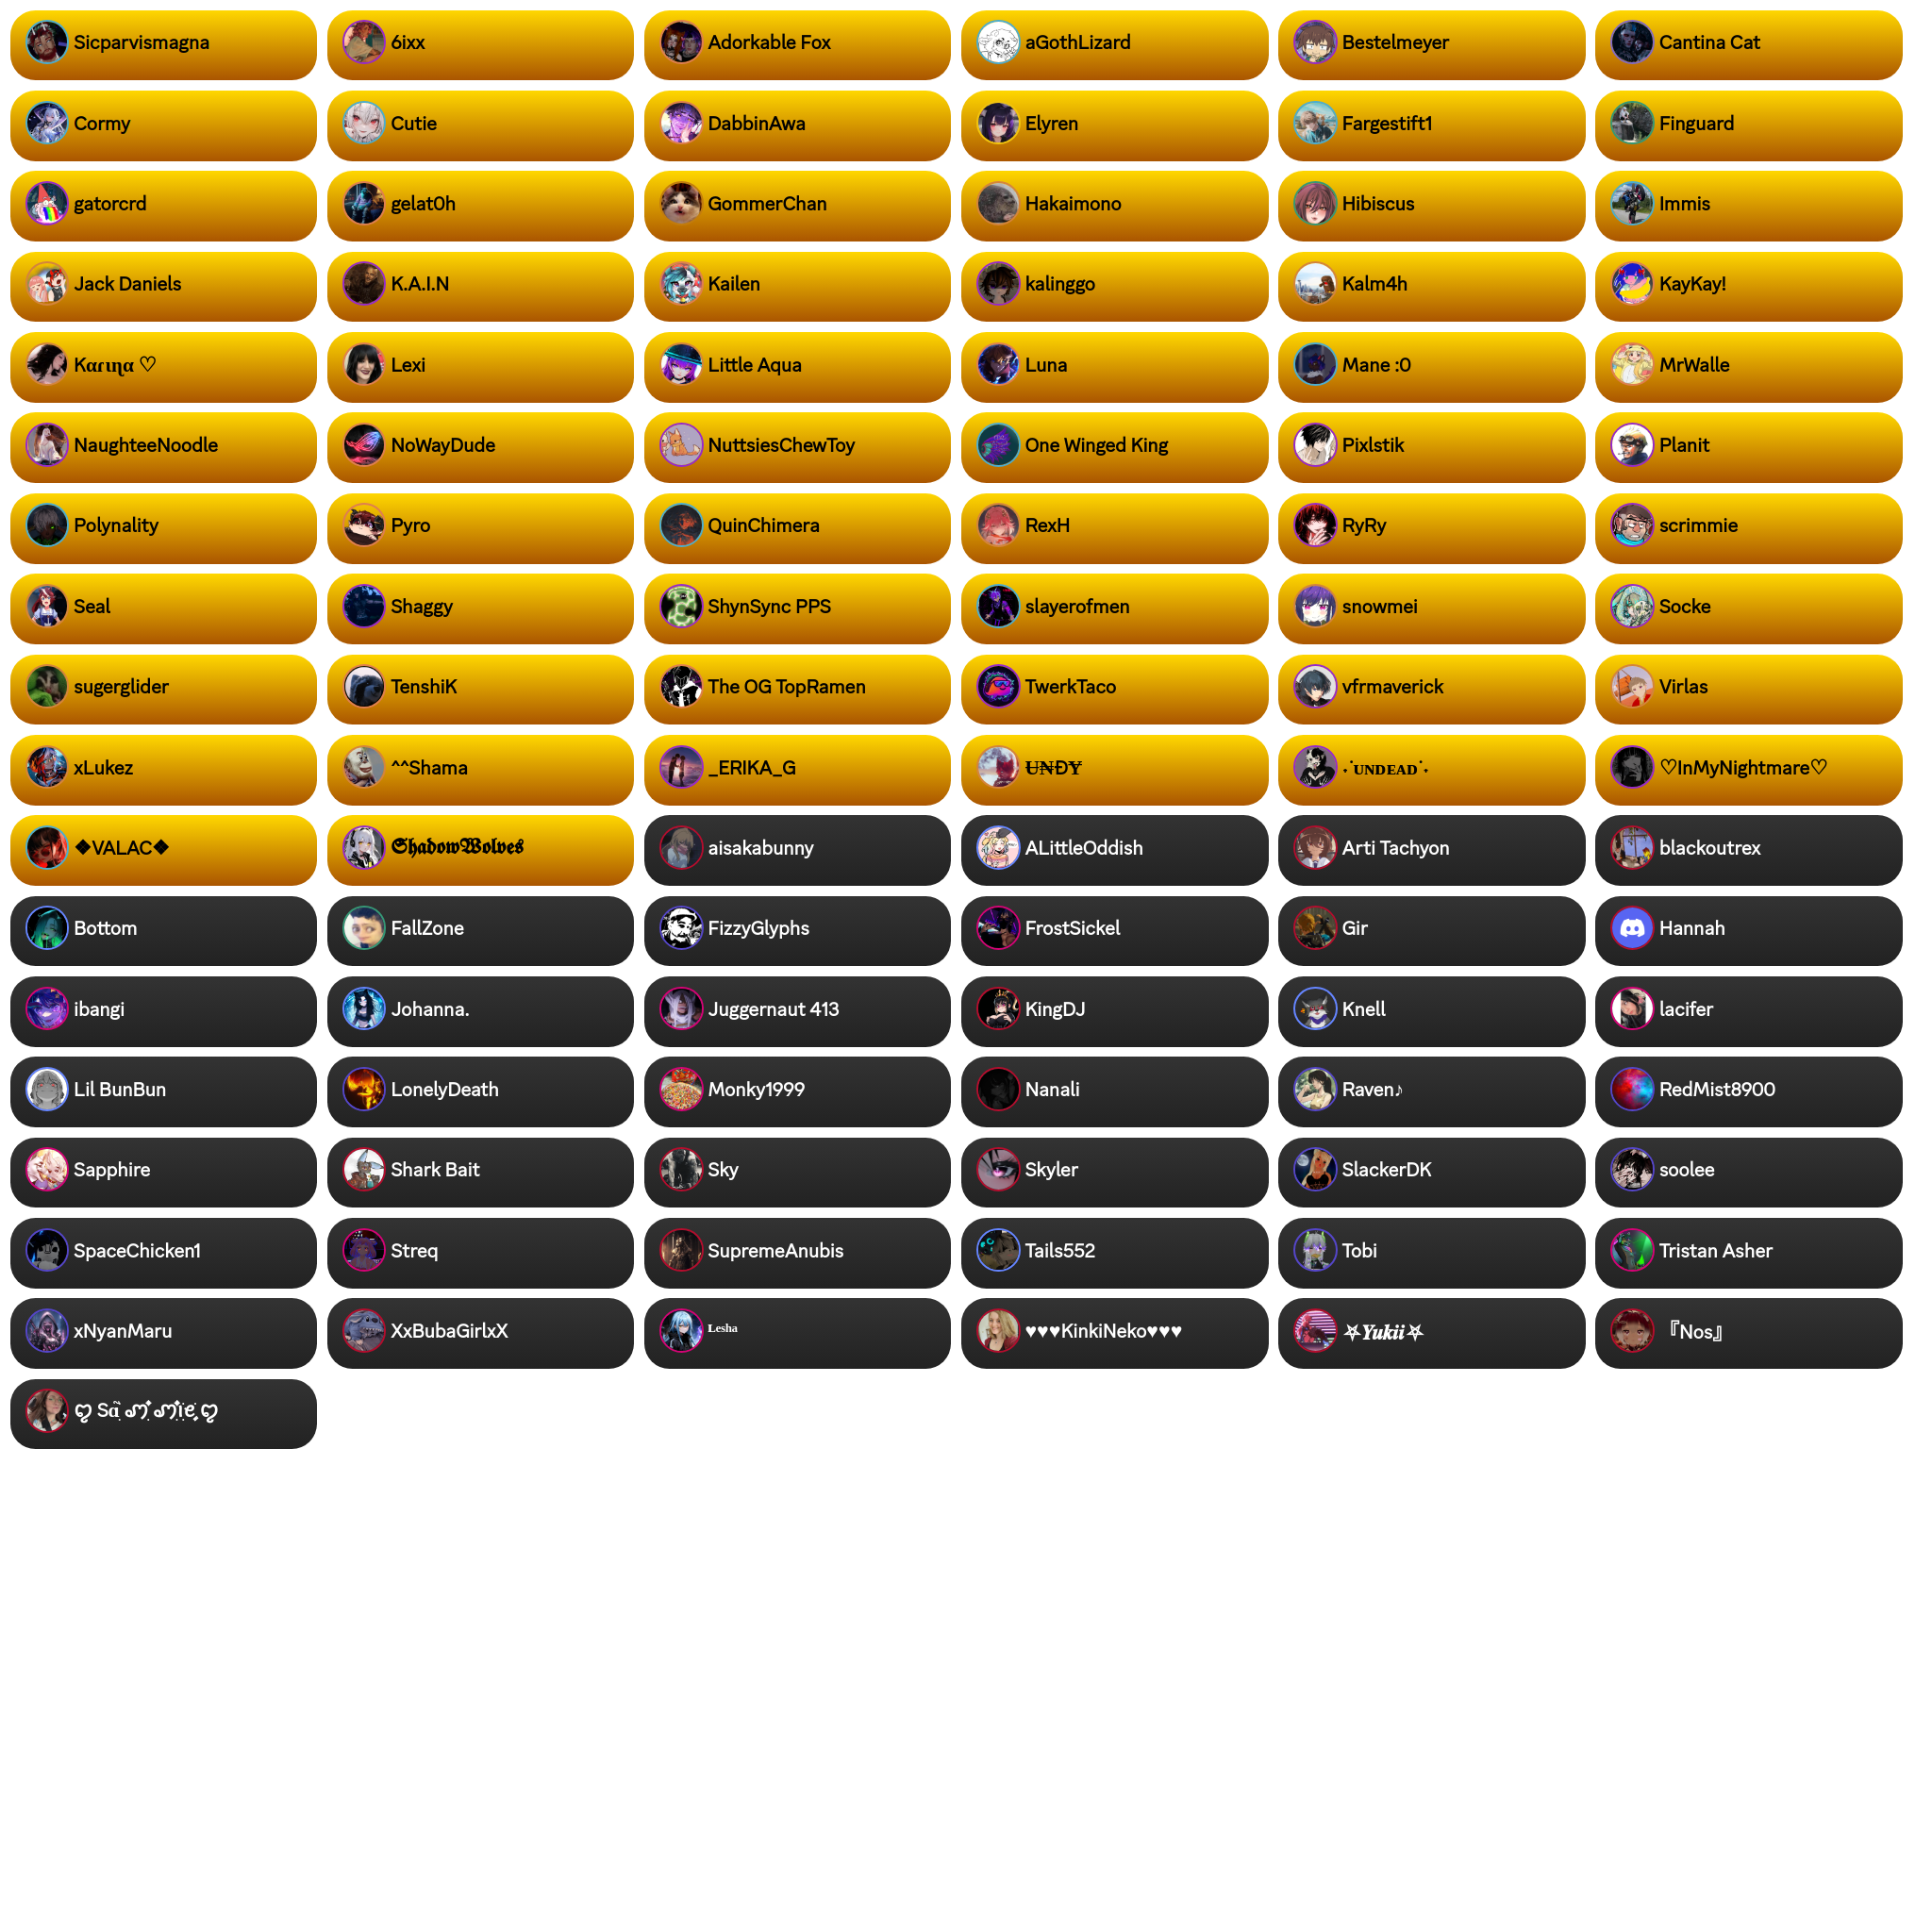 Sicparvismagna
6ixx
Adorkable Fox
aGothLizard
Bestelmeyer
Cantina Cat
Cormy
Cutie
DabbinAwa
Elyren
Fargestift1
Finguard
gatorcrd
gelat0h
GommerChan
Hakaimono
Hibiscus
Immis
Jack Daniels
K.A.I.N
Kailen
kalinggo
Kalm4h
KayKay!
Kαɾιɳα ♡
Lexi
Little Aqua
Luna
Mane :0
MrWalle
NaughteeNoodle
NoWayDude
NuttsiesChewToy
One Winged King
Pixlstik
Planit
Polynality
Pyro
QuinChimera
RexH
RyRy
scrimmie
Seal
Shaggy
ShynSync PPS
slayerofmen
snowmei
Socke
sugerglider
TenshiK
The OG TopRamen
TwerkTaco
vfrmaverick
Virlas
xLukez
^^Shama
_ERIKA_G
U̶N̶ĐY̶
˖˙ᴜɴᴅᴇᴀᴅ˙˖
♡InMyNightmare♡
❖VALAC❖
𝕾𝖍𝖆𝖉𝖔𝖜𝖂𝖔𝖑𝖛𝖊𝖘
aisakabunny
ALittleOddish
Arti Tachyon
blackoutrex
Bottom
FallZone
FizzyGlyphs
FrostSickel
Gir
Hannah
ibangi
Johanna.
Juggernaut 413
KingDJ
Knell
lacifer
Lil BunBun
LonelyDeath
Monky1999
Nanali
Raven♪
RedMist8900
Sapphire
Shark Bait
Sky
Skyler
SlackerDK
soolee
SpaceChicken1
Streq
SupremeAnubis
Tails552
Tobi
Tristan Asher
xNyanMaru
XxBubaGirlxX
ᴸᵉˢʰᵃ
♥♥♥KinkiNeko♥♥♥
⛧𝒀𝒖𝒌𝒊𝒊⛧
『Nos』